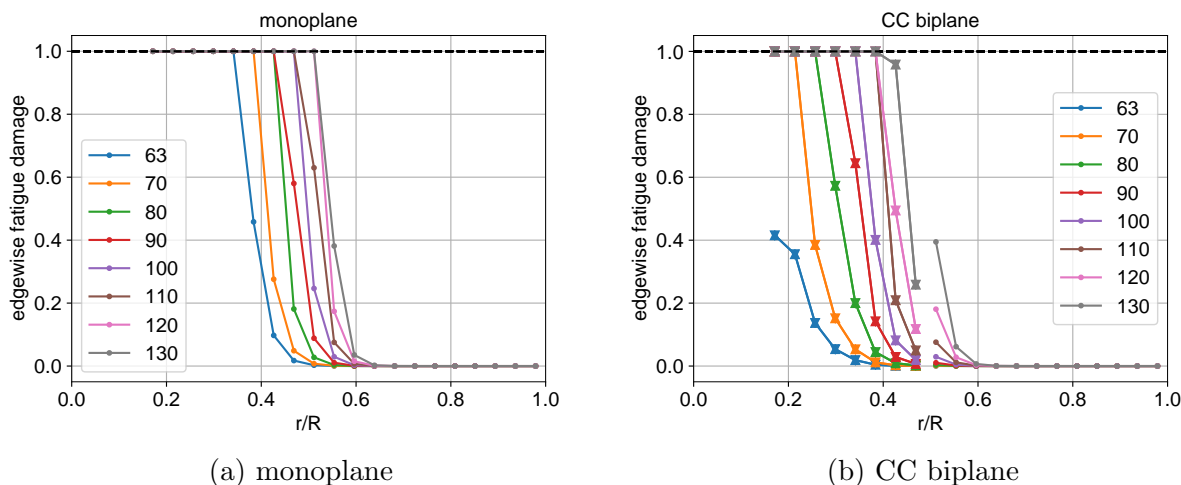 monoplane
edgewise fatigue damage
1.0
0.8
0.6
0.4
0.2
0.0
63
70
80
90
100
110
120
130
0.0 0.2 0.4 0.6 0.8 1.0
r/R
(a) monoplane
CC biplane
edgewise fatigue damage
1.0
0.8
0.6
0.4
0.2
0.0
63
70
80
90
100
110
120
130
0.0 0.2 0.4 0.6 0.8 1.0
r/R
(b) CC biplane